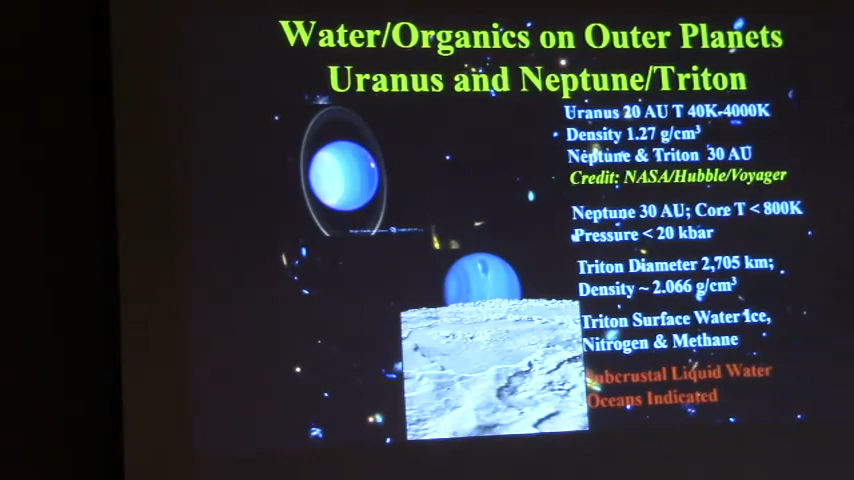 Water/Organics on Outer Planets
Uranus and Neptune/Triton
Uranus 20 AU T 40K-4000K
Density 1.27 g/cm³
Neptune & Triton 30 AU
Credit: NASA/Hubble/Voyager
Neptune 30 AU; Core T < 800K
Pressure < 20 kbar
Triton Diameter 2,705 km;
Density ~ 2.066 g/cm³
Triton Surface Water Ice,
Nitrogen & Methane
Subcrustal Liquid Water
Oceans Indicated